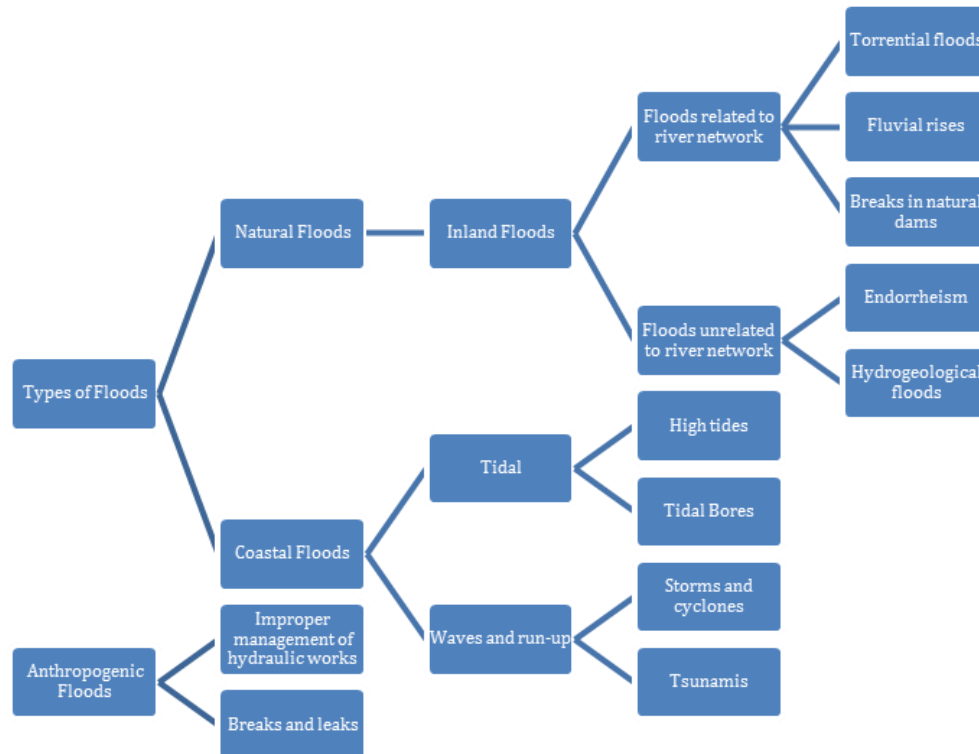 Types of Floods
Natural Floods
Inland Floods
Floods related to
river network
Torrential floods
Fluvial rises
Breaks in natural
dams
Floods unrelated
to river network
Endorrheism
Hydrogeological
floods
Coastal Floods
Tidal
High tides
Tidal Bores
Waves and run-up
Storms and
cyclones
Tsunamis
Anthropogenic
Floods
Improper
management of
hydraulic works
Breaks and leaks